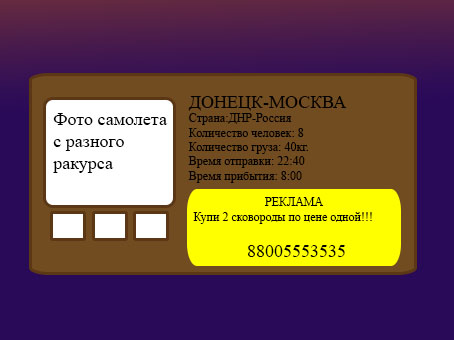 Фото самолета
с разного
ракурса
ДОНЕЦК-МОСКВА
Страна:ДНР-Россия
Количество человек: 8
Количество груза: 40кг.
Время отправки: 22:40
Время прибытия: 8:00
РЕКЛАМА
Купи 2 сковороды по цене одной!!!
88005553535